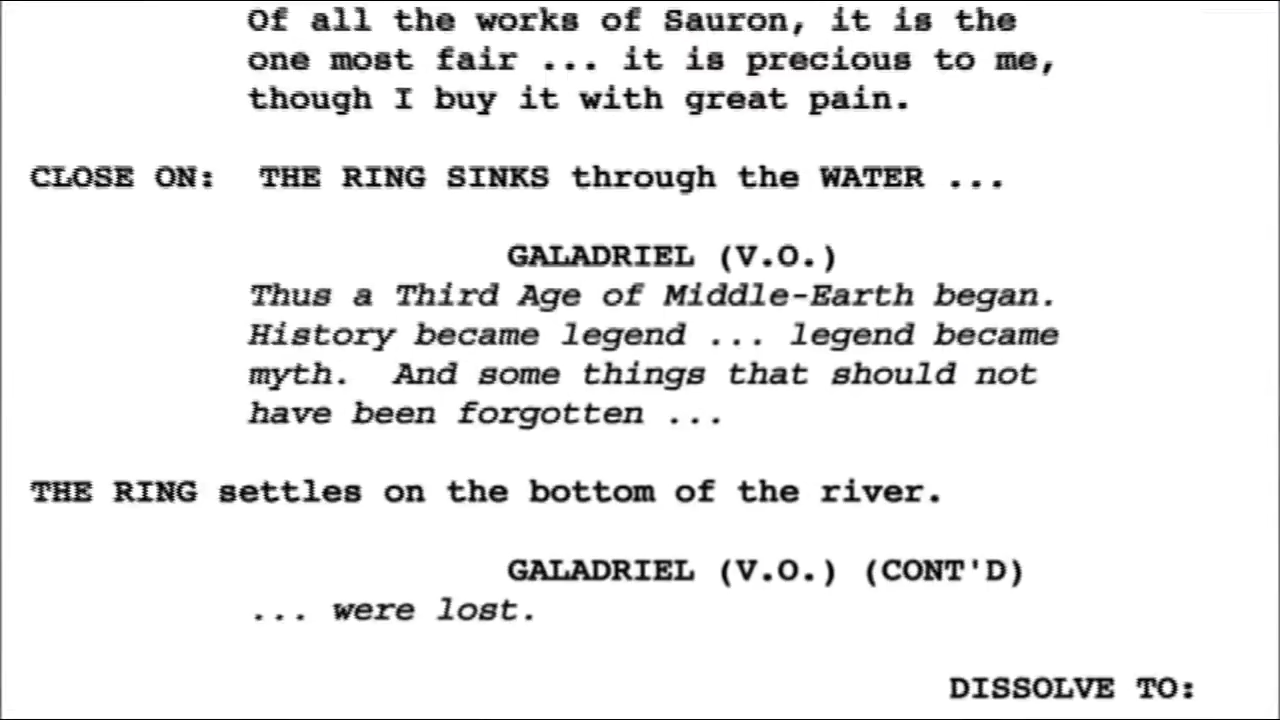 Of all the works of Sauron, it is the
one most fair ... it is precious to me,
though I buy it with great pain.
CLOSE ON:  THE RING SINKS through the WATER ...
GALADRIEL (V.O.)
Thus a Third Age of Middle-Earth began.
History became legend ... legend became
myth.  And some things that should not
have been forgotten ...
THE RING settles on the bottom of the river.
GALADRIEL (V.O.) (CONT'D)
... were lost.
DISSOLVE TO: